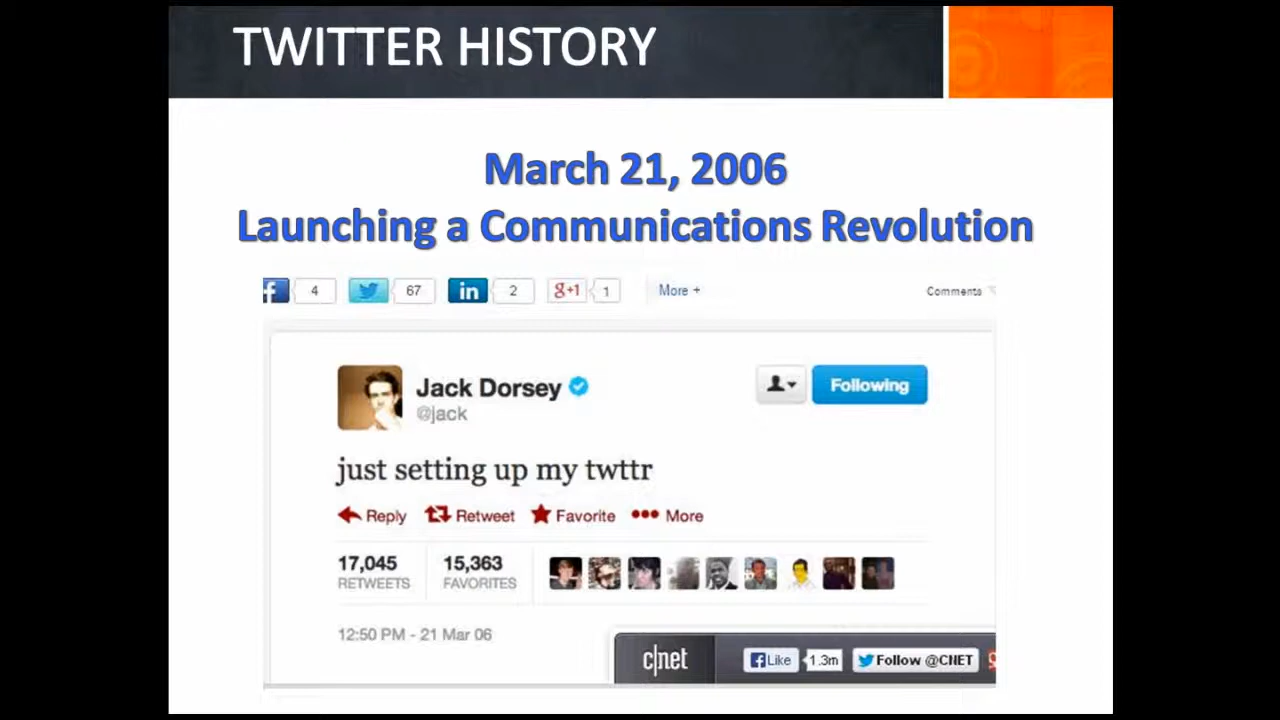 TWITTER HISTORY
March 21, 2006
Launching a Communications Revolution
f 4 67 in 2 g+1 1 More + Comments
Jack Dorsey
@jack
Following
just setting up my twttr
Reply Retweet Favorite More
17,045 15,363
RETWEETS FAVORITES
12:50 PM - 21 Mar 06
c|net f Like 1.3m Follow @CNET